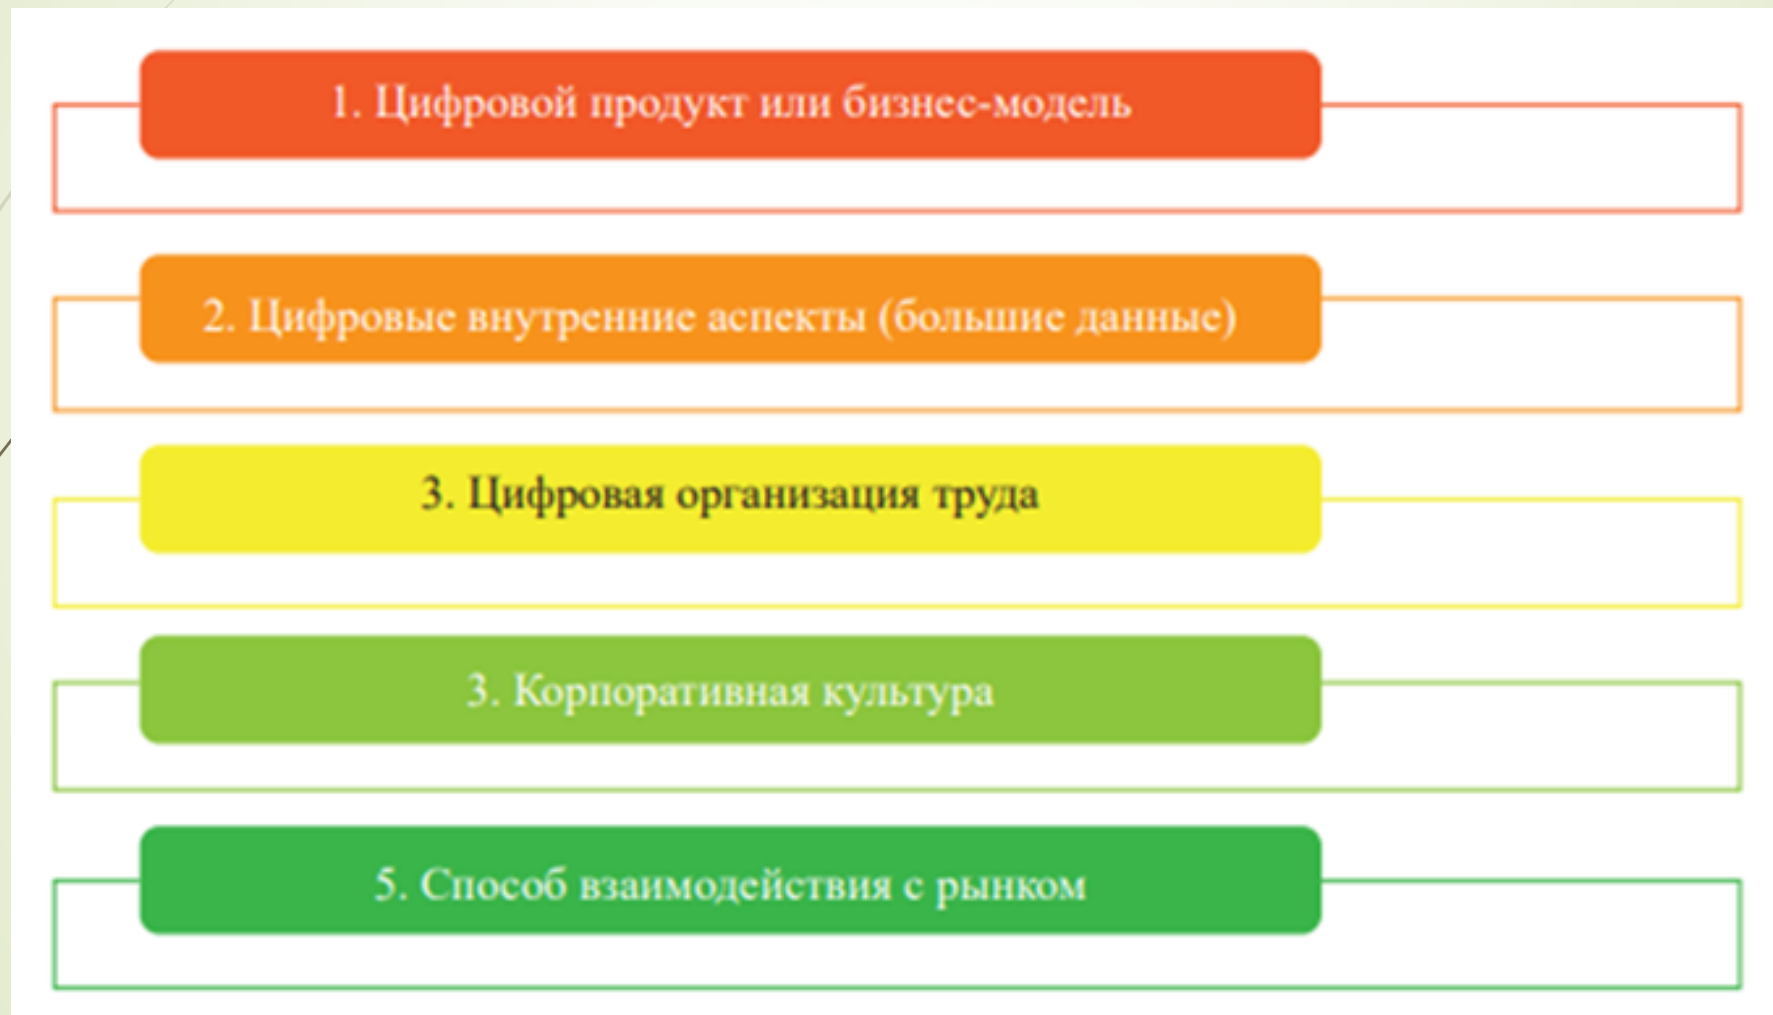 1. Цифровой продукт или бизнес-модель
2. Цифровые внутренние аспекты (большие данные)
3. Цифровая организация труда
3. Корпоративная культура
5. Способ взаимодействия с рынком